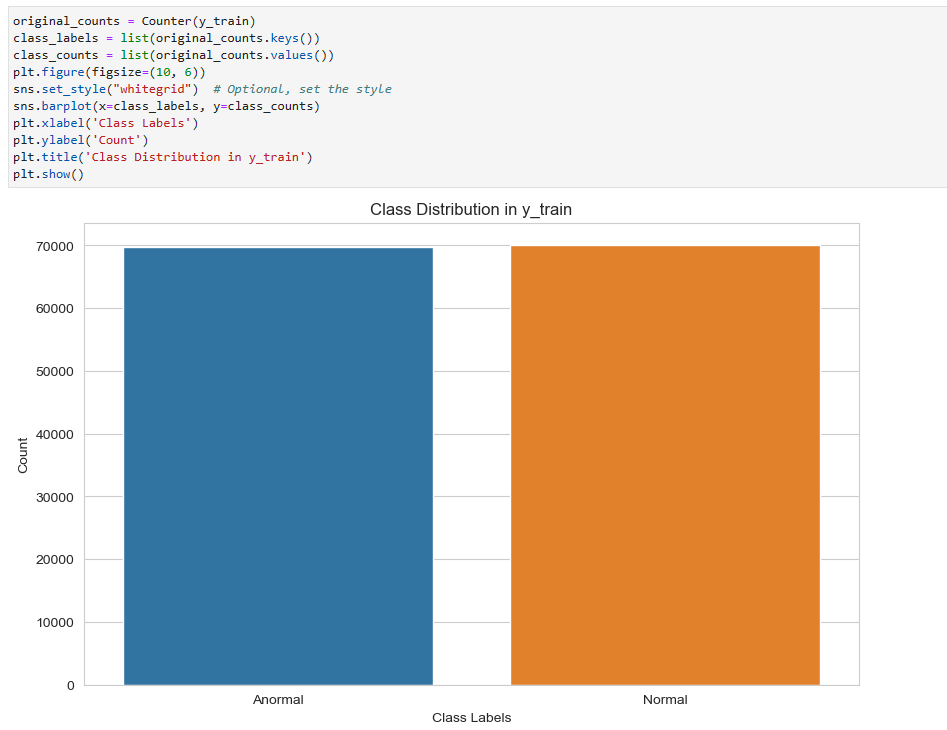 original_counts = Counter(y_train)
class_labels = list(original_counts.keys())
class_counts = list(original_counts.values())
plt.figure(figsize=(10, 6))
sns.set_style("whitegrid")  # Optional, set the style
sns.barplot(x=class_labels, y=class_counts)
plt.xlabel('Class Labels')
plt.ylabel('Count')
plt.title('Class Distribution in y_train')
plt.show()
Class Distribution in y_train
70000
60000
50000
40000
Count
30000
20000
10000
0
Anormal
Normal
Class Labels